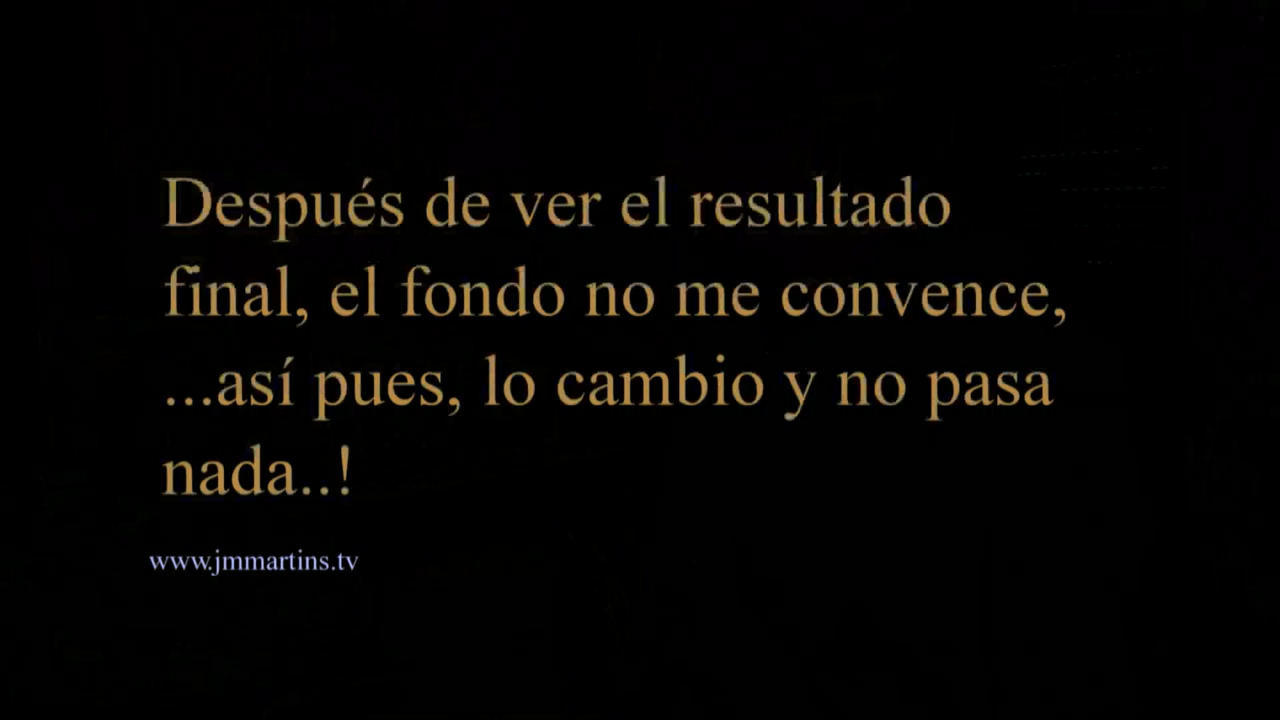 Después de ver el resultado
final, el fondo no me convence,
...así pues, lo cambio y no pasa
nada..!
www.jmmartins.tv